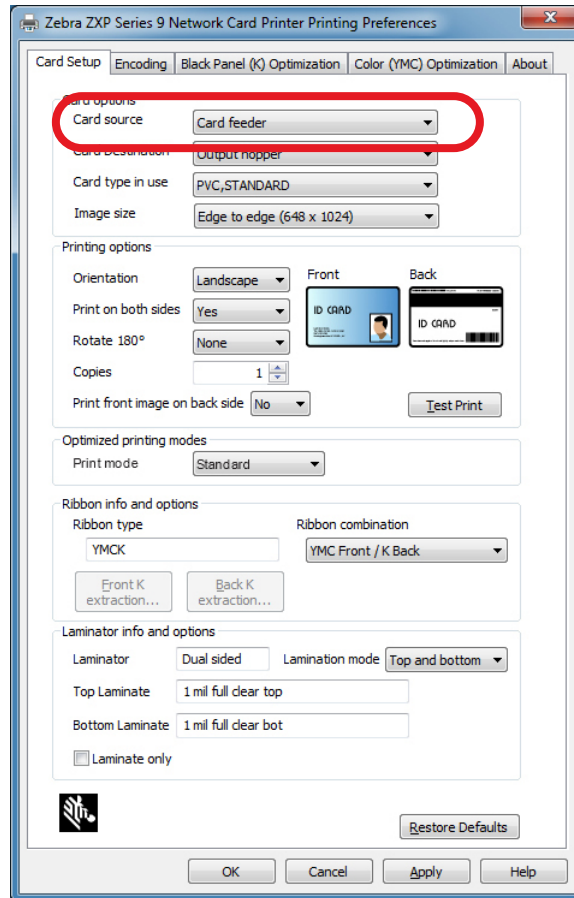 Zebra ZXP Series 9 Network Card Printer Printing Preferences
Card Setup Encoding Black Panel (K) Optimization Color (YMC) Optimization About
Card options
Card source Card feeder
Card Destination Output hopper
Card type in use PVC,STANDARD
Image size Edge to edge (648 x 1024)
Printing options
Orientation Landscape Front Back
Print on both sides Yes
ID CARD ID CARD
Rotate 180° None
Copies 1
Print front image on back side No Test Print
Optimized printing modes
Print mode Standard
Ribbon info and options
Ribbon type Ribbon combination
YMCK YMC Front / K Back
Front K extraction... Back K extraction...
Laminator info and options
Laminator Dual sided Lamination mode Top and bottom
Top Laminate 1 mil full clear top
Bottom Laminate 1 mil full clear bot
Laminate only
Restore Defaults
OK Cancel Apply Help